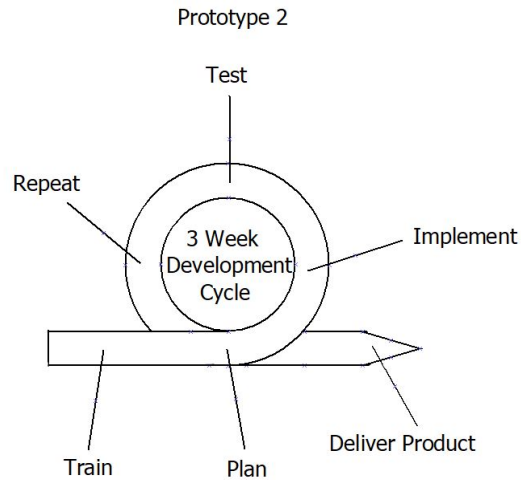 Prototype 2
Test
Repeat
3 Week
Development
Cycle
Implement
Deliver Product
Train
Plan